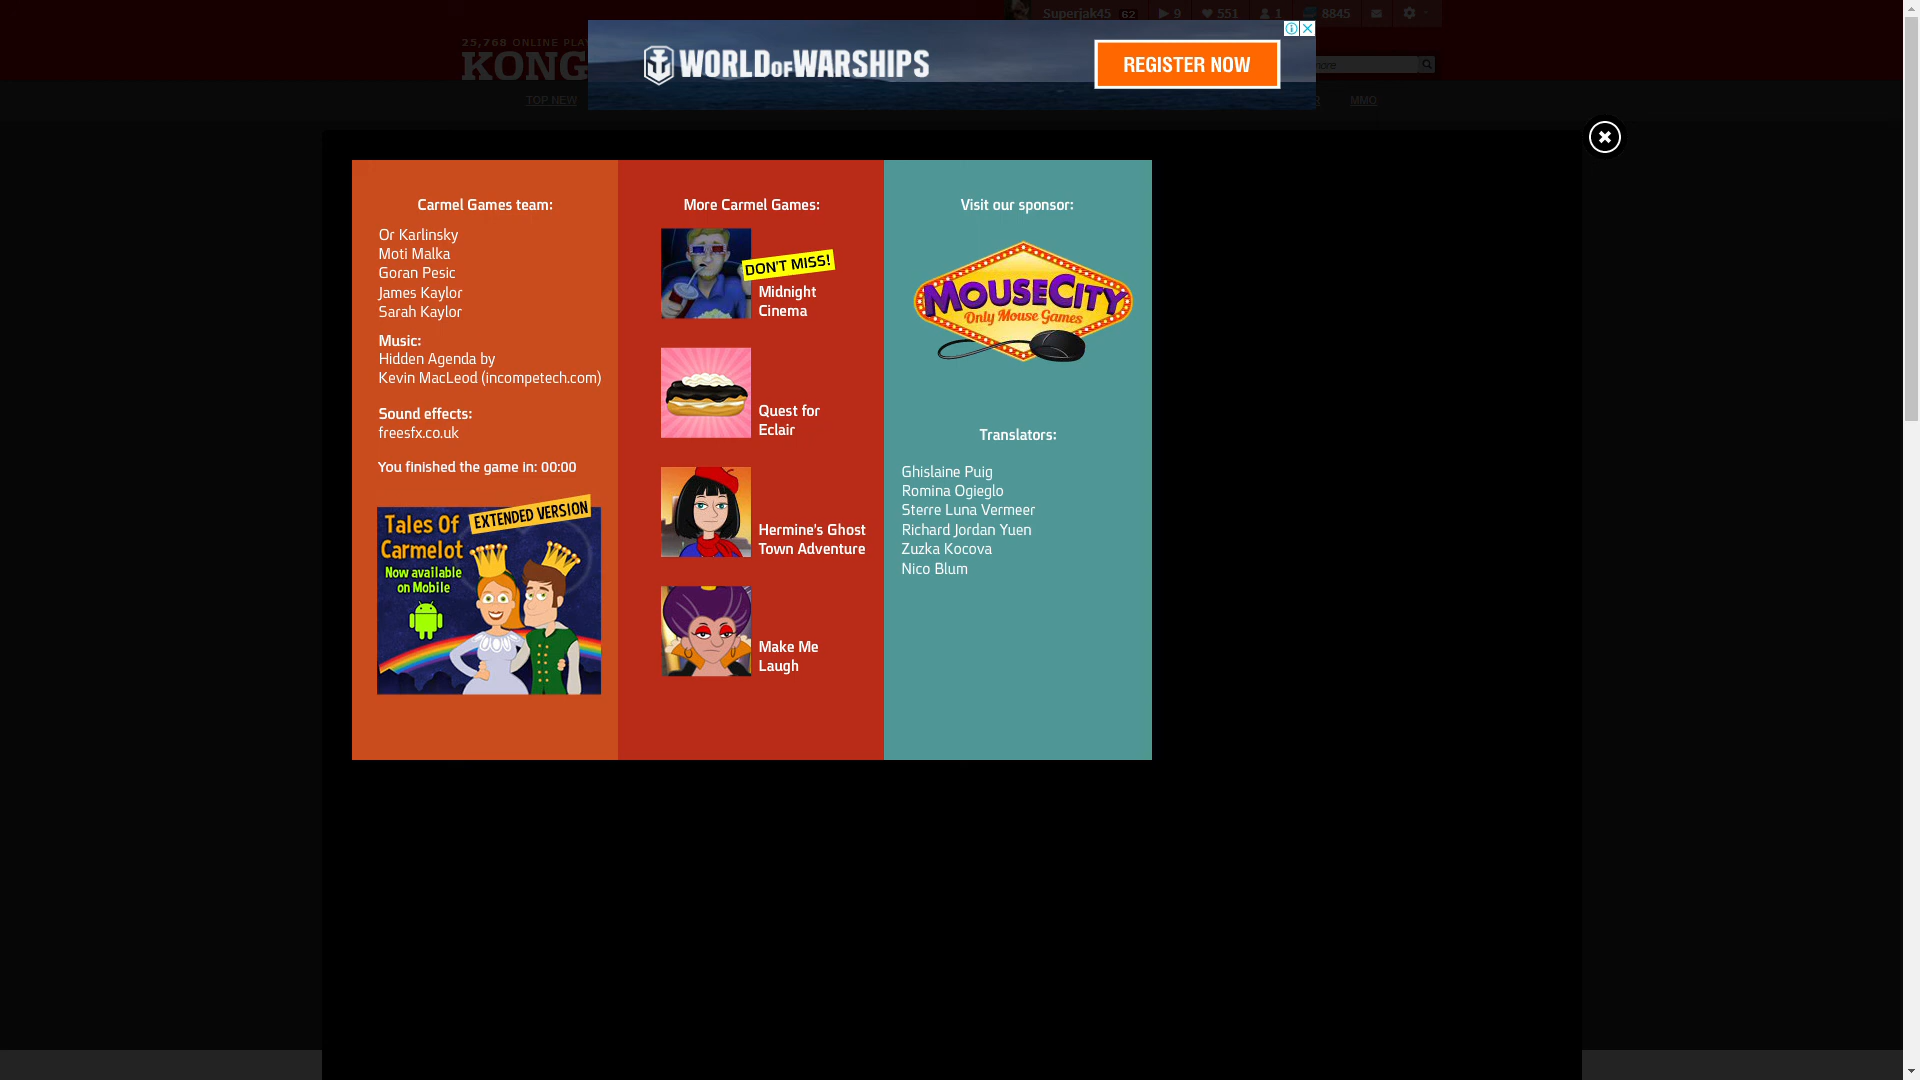 Superjak45 62 9 551 1 8845
25,768 ONLINE PLA
KONG
WORLD OF WARSHIPS
REGISTER NOW
more
TOP NEW
R
MMO
Carmel Games team:
Or Karlinsky
Moti Malka
Goran Pesic
James Kaylor
Sarah Kaylor
Music:
Hidden Agenda by
Kevin MacLeod (incompetech.com)
Sound effects:
freesfx.co.uk
You finished the game in: 00:00
Tales Of
Carmelot
EXTENDED VERSION
Now available
on Mobile
More Carmel Games:
DON'T MISS!
Midnight
Cinema
Quest for
Eclair
Hermine's Ghost
Town Adventure
Make Me
Laugh
Visit our sponsor:
MOUSECITY
Only Mouse Games
Translators:
Ghislaine Puig
Romina Ogieglo
Sterre Luna Vermeer
Richard Jordan Yuen
Zuzka Kocova
Nico Blum